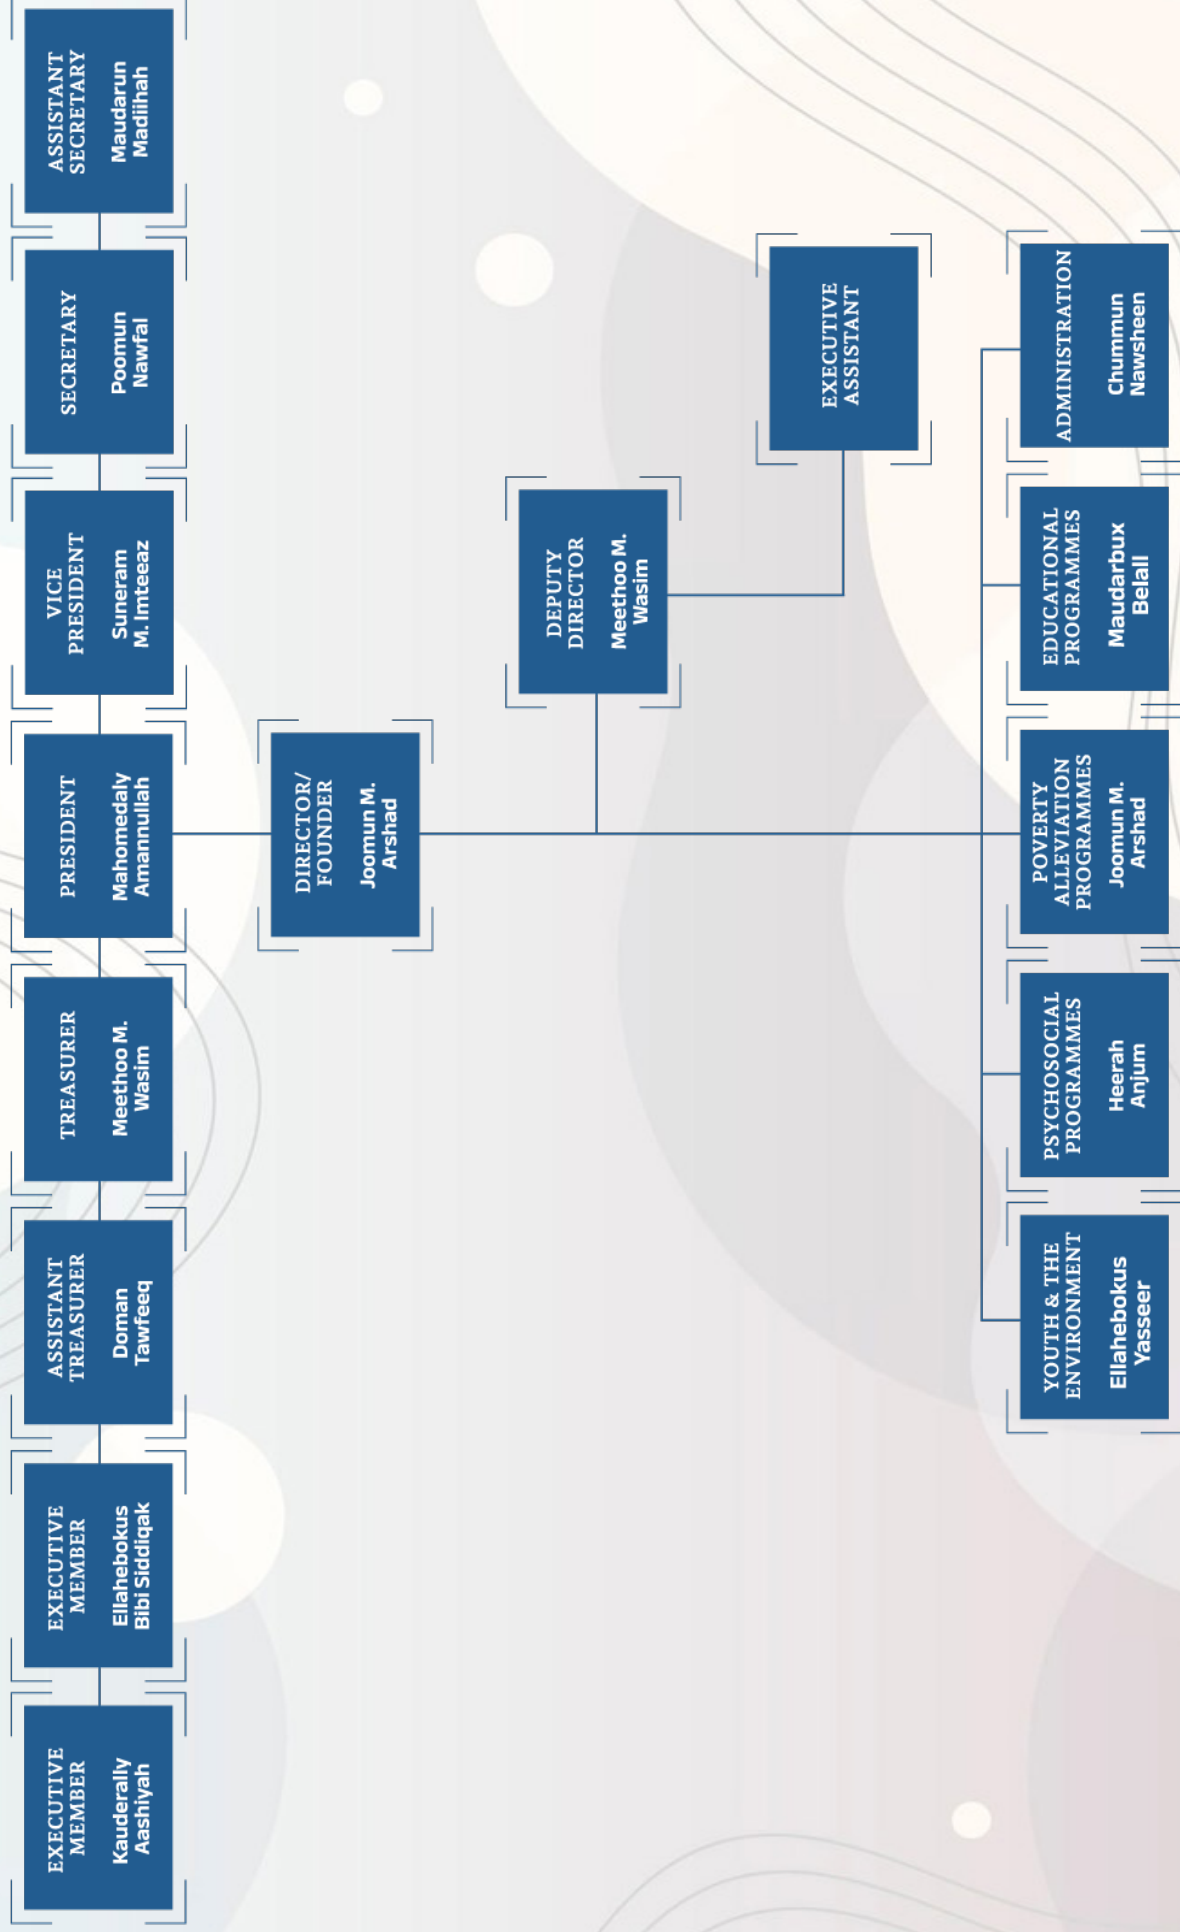 EXECUTIVE
MEMBER
Kauderally
Aashiyah
EXECUTIVE
MEMBER
Ellahebokus
Bibi Siddiqak
ASSISTANT
TREASURER
Doman
Tawfeeq
TREASURER
Meethoo M.
Wasim
PRESIDENT
Mahomedaly
Amannullah
VICE
PRESIDENT
Suneram
M. Imteeaz
SECRETARY
Poomun
Nawfal
ASSISTANT
SECRETARY
Maudarun
Madiihah
DIRECTOR/
FOUNDER
Joomun M.
Arshad
DEPUTY
DIRECTOR
Meethoo M.
Wasim
EXECUTIVE
ASSISTANT
YOUTH & THE
ENVIRONMENT
Ellahebokus
Yasseer
PSYCHOSOCIAL
PROGRAMMES
Heerah
Anjum
POVERTY
ALLEVIATION
PROGRAMMES
Joomun M.
Arshad
EDUCATIONAL
PROGRAMMES
Maudarbux
Belall
ADMINISTRATION
Chummun
Nawsheen